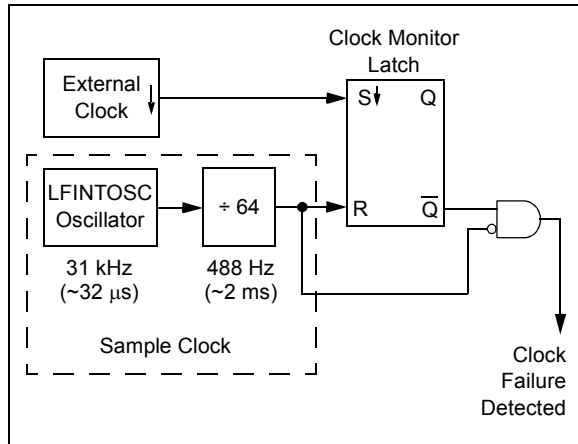 Clock Monitor
Latch
External
Clock
S
Q
LFINTOSC
Oscillator
÷ 64
R
Q̅
31 kHz
(~32 μs)
488 Hz
(~2 ms)
Sample Clock
Clock
Failure
Detected